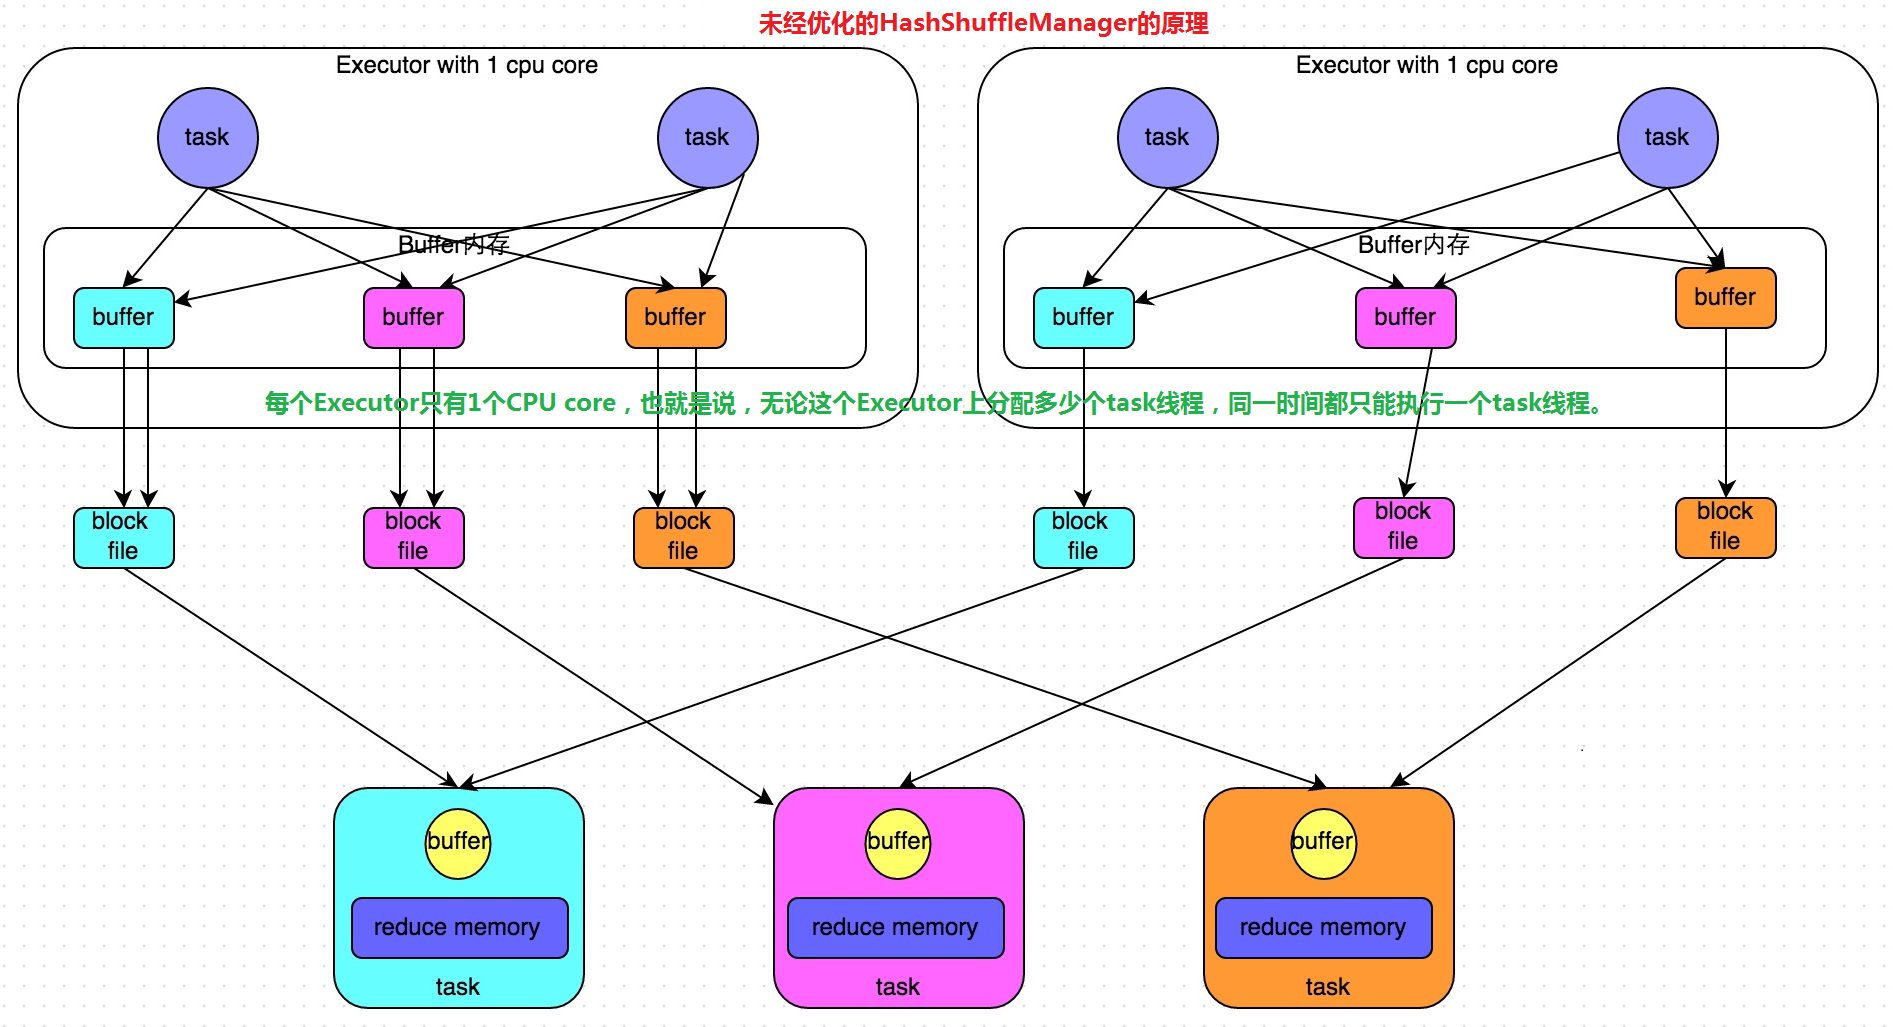 未经优化的HashShuffleManager的原理
Executor with 1 cpu core
Executor with 1 cpu core
task
task
task
task
Buffer内存
Buffer内存
buffer
buffer
buffer
buffer
buffer
buffer
每个Executor只有1个CPU core，也就是说，无论这个Executor上分配多少个task线程，同一时间都只能执行一个task线程。
block
file
block
file
block
file
block
file
block
file
block
file
buffer
reduce memory
task
buffer
reduce memory
task
buffer
reduce memory
task